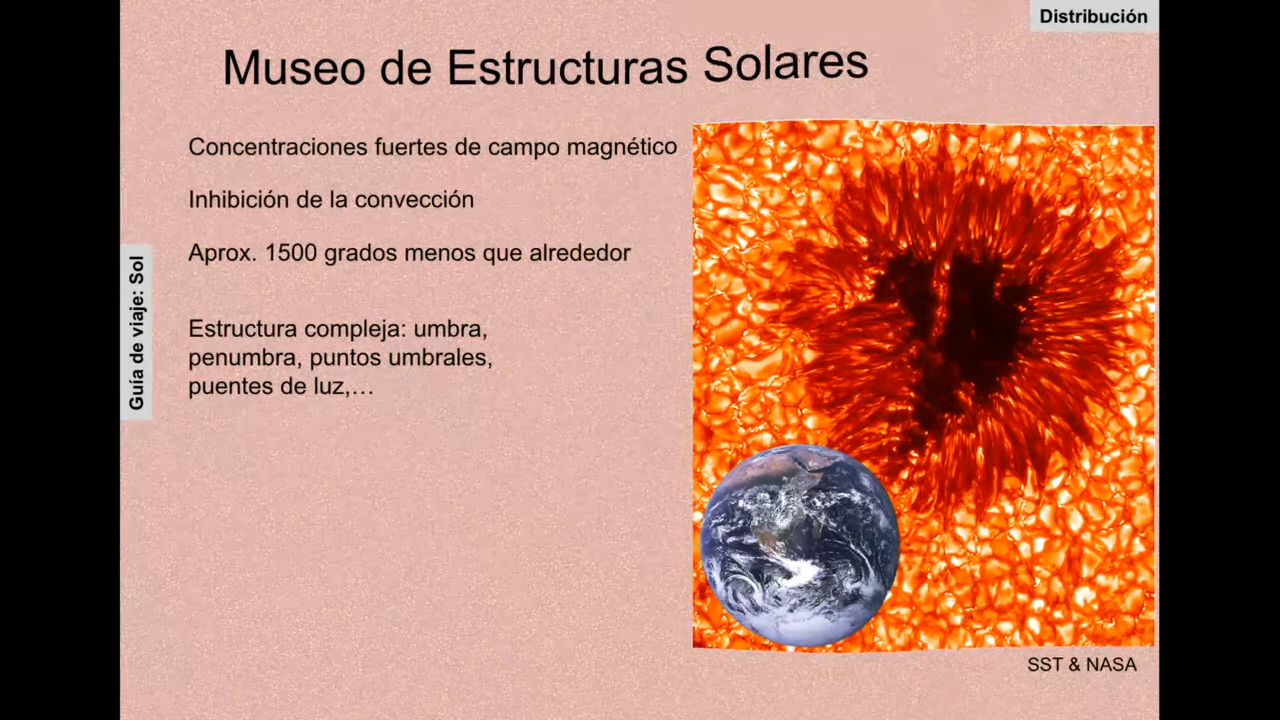 Distribución
Museo de Estructuras Solares
Concentraciones fuertes de campo magnético
Inhibición de la convección
Aprox. 1500 grados menos que alrededor
Estructura compleja: umbra,
penumbra, puntos umbrales,
puentes de luz,…
Guía de viaje: Sol
SST & NASA